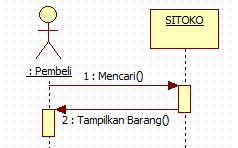 SITOKO
: Pembeli
1 : Mencari()
2 : Tampilkan Barang()